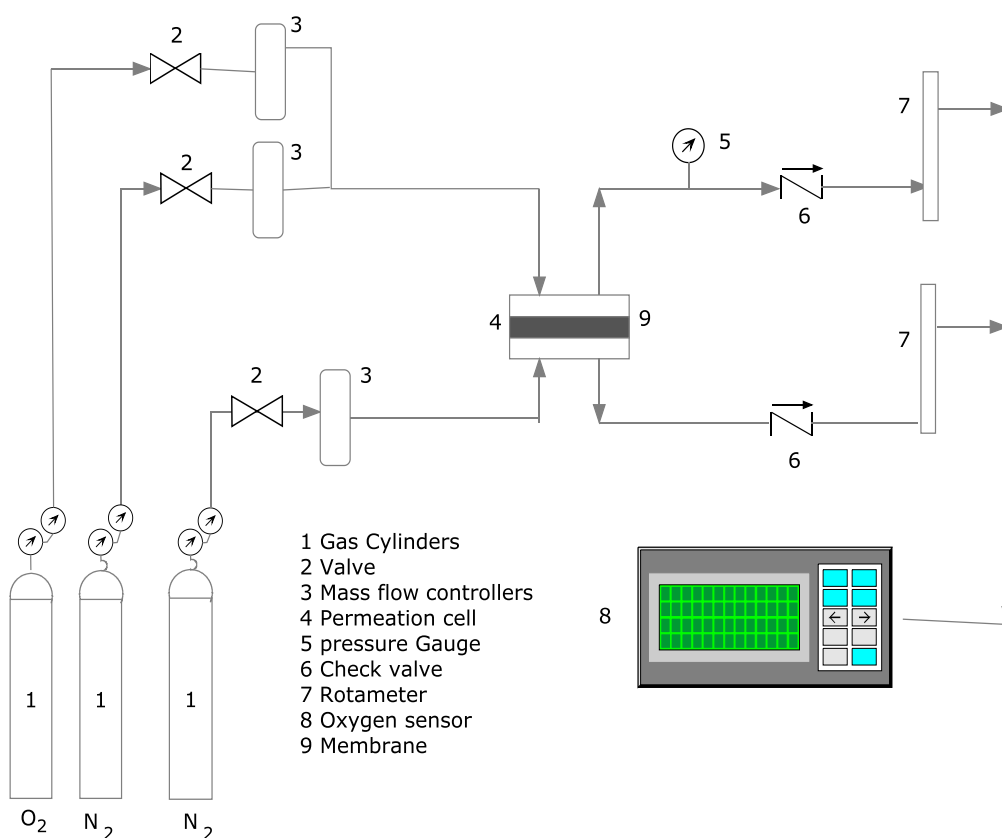 2
3
7
5
2
3
6
4
9
7
2
3
6
1 Gas Cylinders
2 Valve
3 Mass flow controllers
4 Permeation cell
5 pressure Gauge
6 Check valve
7 Rotameter
8 Oxygen sensor
9 Membrane
8
← →
1
1
1
O2
N2
N2